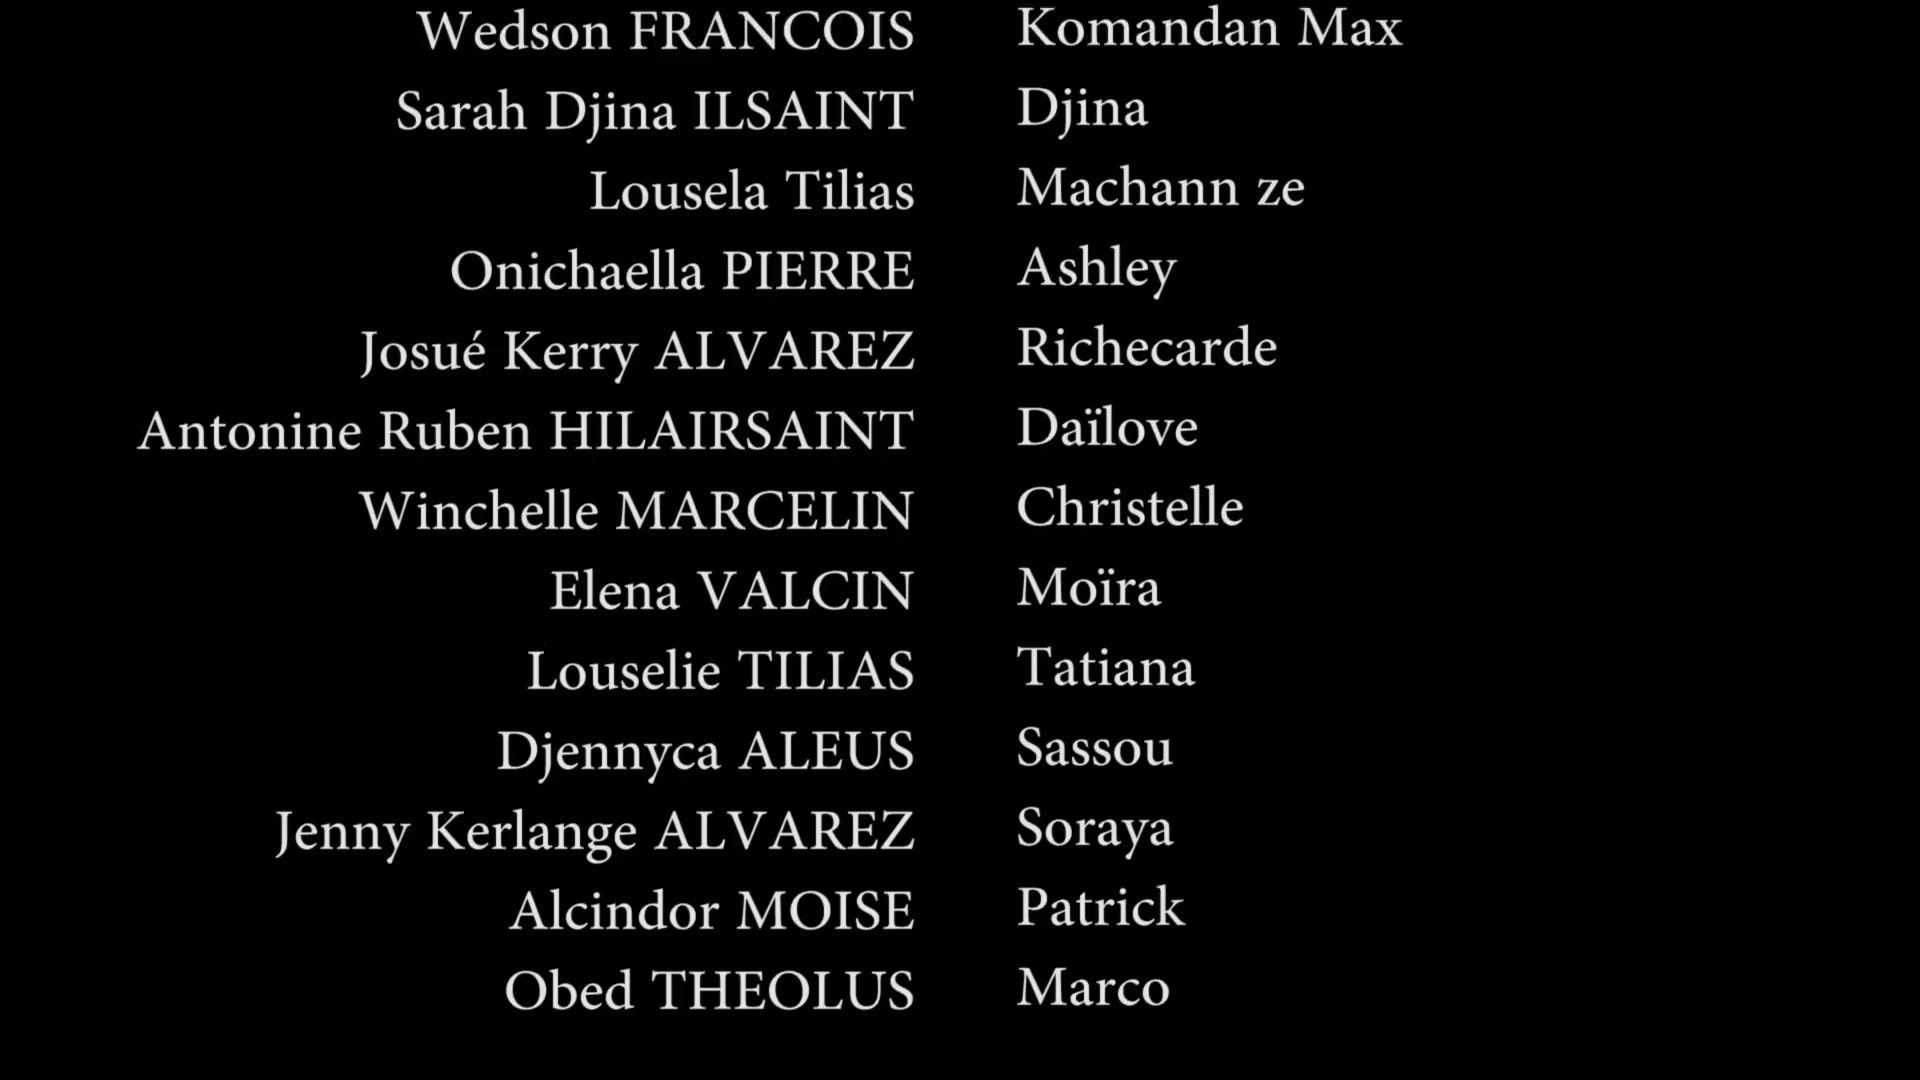 Wedson FRANCOIS Komandan Max
Sarah Djina ILSAINT Djina
Lousela Tilias Machann ze
Onichaella PIERRE Ashley
Josué Kerry ALVAREZ Richecarde
Antonine Ruben HILAIRSAINT Daïlove
Winchelle MARCELIN Christelle
Elena VALCIN Moïra
Louselie TILIAS Tatiana
Djennyca ALEUS Sassou
Jenny Kerlange ALVAREZ Soraya
Alcindor MOISE Patrick
Obed THEOLUS Marco